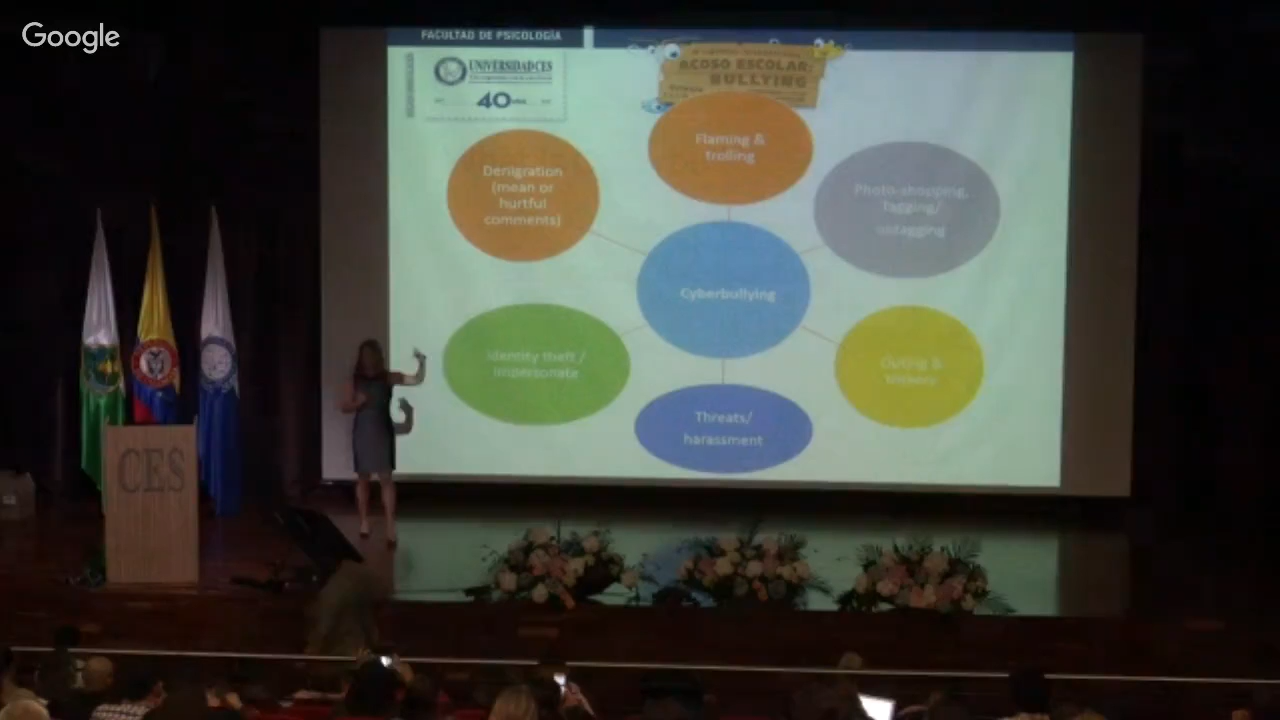 Google
FACULTAD DE PSICOLOGÍA
UNIVERSIDAD CES
40
ACOSO ESCOLAR:
BULLYING
Flaming &
trolling
Denigration
(mean or
hurtful
comments)
Photo-shopping,
tagging/
untagging
Cyberbullying
Identity theft /
impersonate
Outing &
trickery
Threats/
harassment
CES